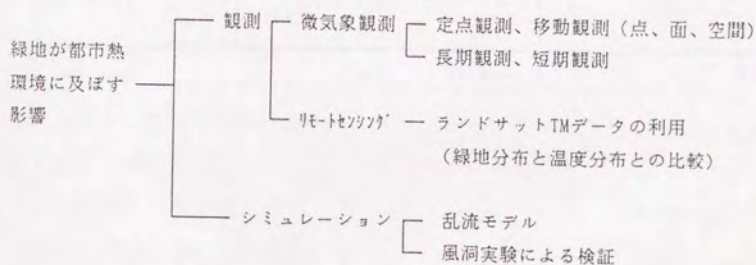 観測 微気象観測 定点観測、移動観測（点、面、空間）
緑地が都市熱
長期観測、短期観測
環境に及ぼす
影響
ﾘﾓｰﾄｾﾝｼﾝｸﾞ ランドサットTMデータの利用
（緑地分布と温度分布との比較）
シミュレーション 乱流モデル
風洞実験による検証